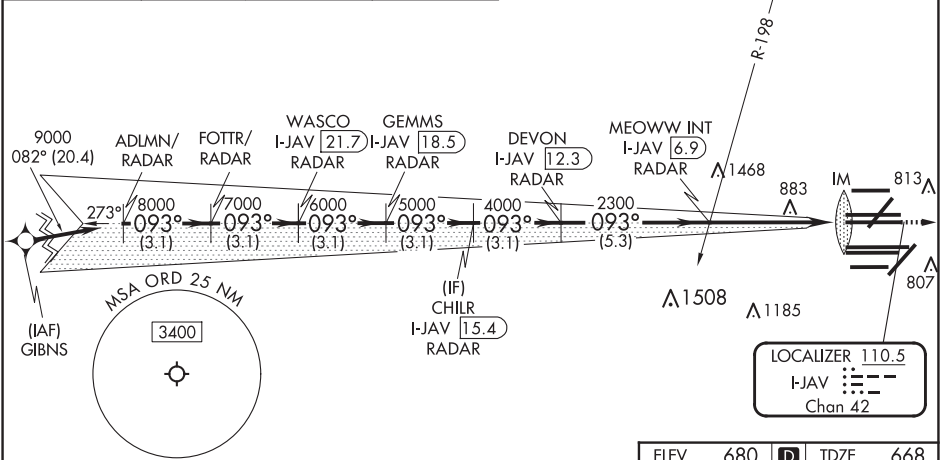 R-198
9000
082° (20.4)
273°
ADLMN/
RADAR
FOTTR/
RADAR
WASCO
I-JAV 21.7
RADAR
GEMMS
I-JAV 18.5
RADAR
DEVON
I-JAV 12.3
RADAR
MEOWW INT
I-JAV 6.9
RADAR
1468
883
IM
813
8000
093°
(3.1)
7000
093°
(3.1)
6000
093°
(3.1)
5000
093°
(3.1)
4000
093°
(3.1)
2300
093°
(5.3)
807
(IAF)
GIBNS
MSA ORD 25 NM
3400
(IF)
CHILR
I-JAV 15.4
RADAR
1508
1185
LOCALIZER 110.5
I-JAV
Chan 42
ELEV 680 D TDZE 668